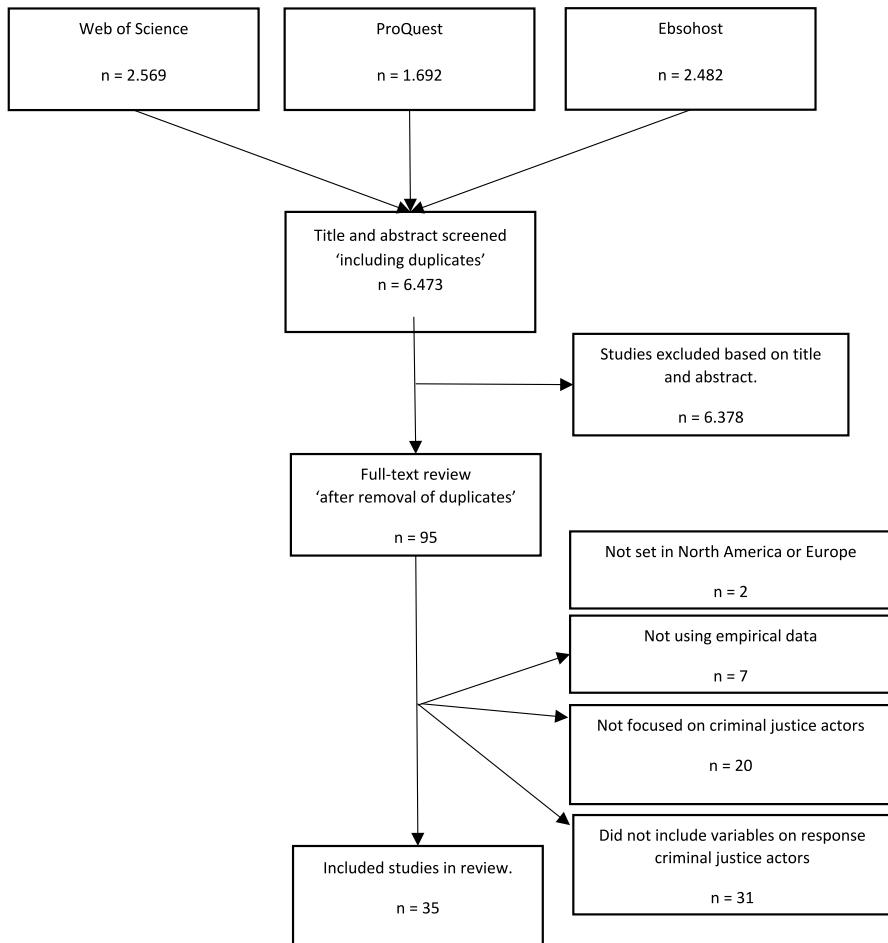 Web of Science
n = 2.569
ProQuest
n = 1.692
Ebsohost
n = 2.482
Title and abstract screened
‘including duplicates’
n = 6.473
Studies excluded based on title
and abstract.
n = 6.378
Full-text review
‘after removal of duplicates’
n = 95
Not set in North America or Europe
n = 2
Not using empirical data
n = 7
Not focused on criminal justice actors
n = 20
Did not include variables on response
criminal justice actors
n = 31
Included studies in review.
n = 35